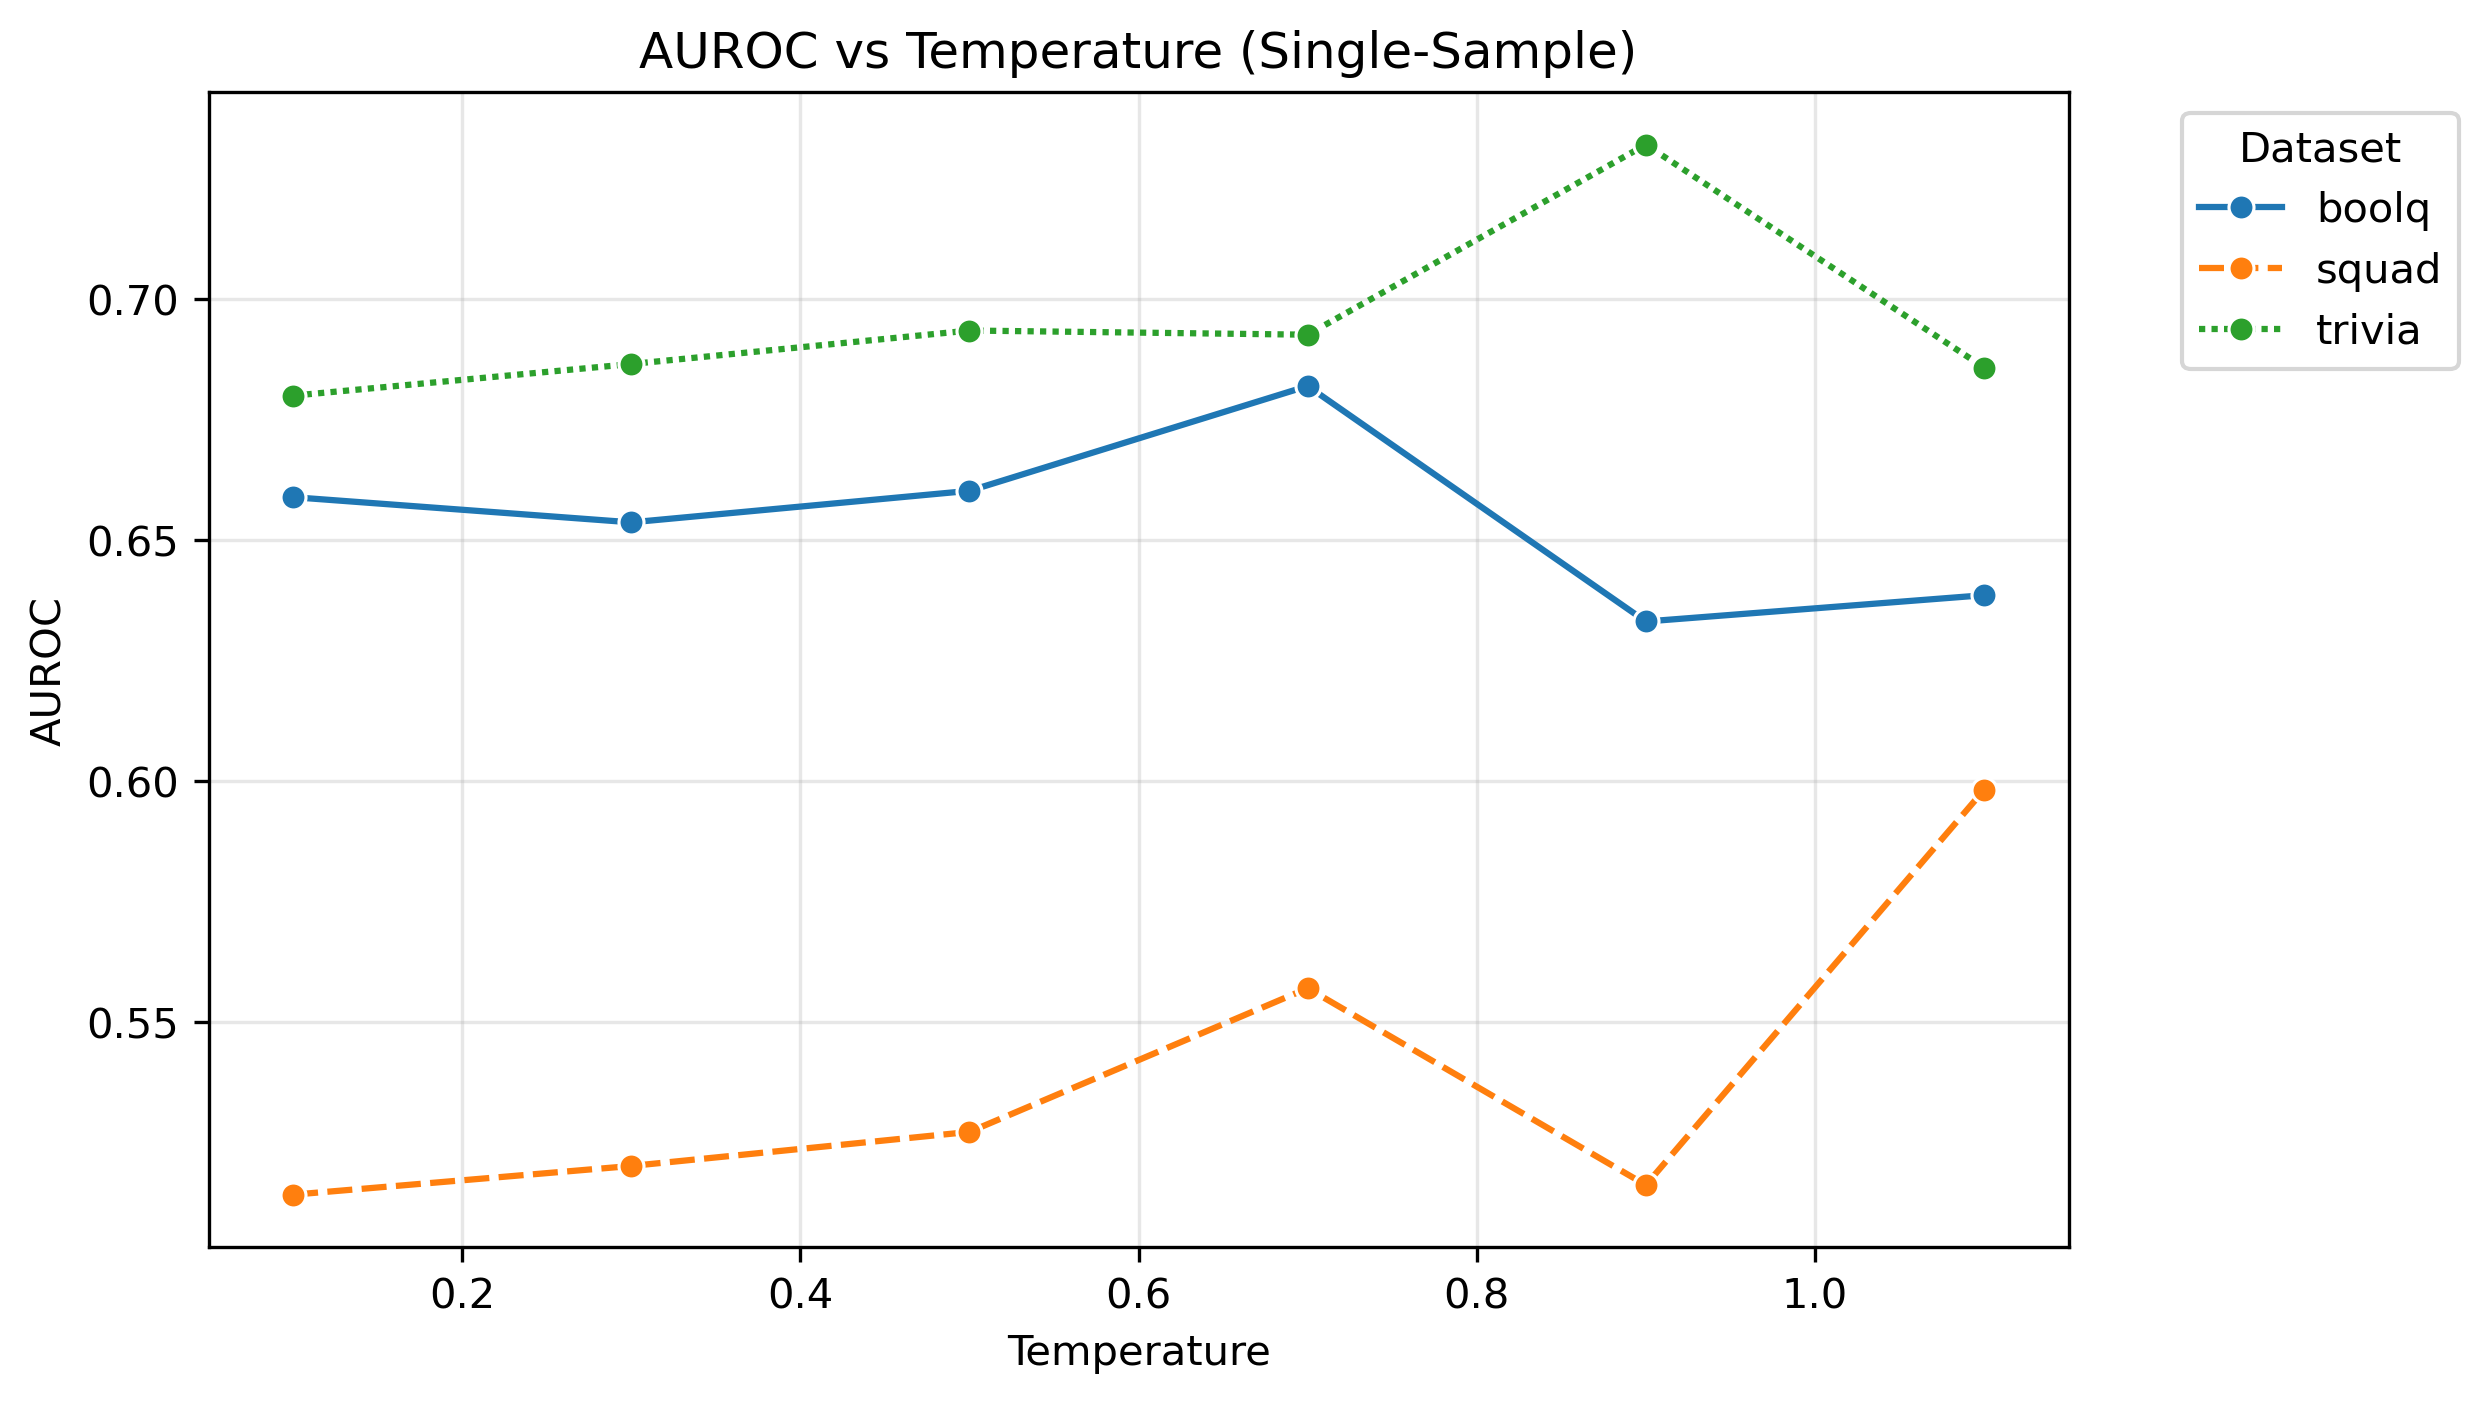 AUROC vs Temperature (Single-Sample)
Dataset
boolq
squad
trivia
AUROC
0.70
0.65
0.60
0.55
0.2 0.4 0.6 0.8 1.0
Temperature